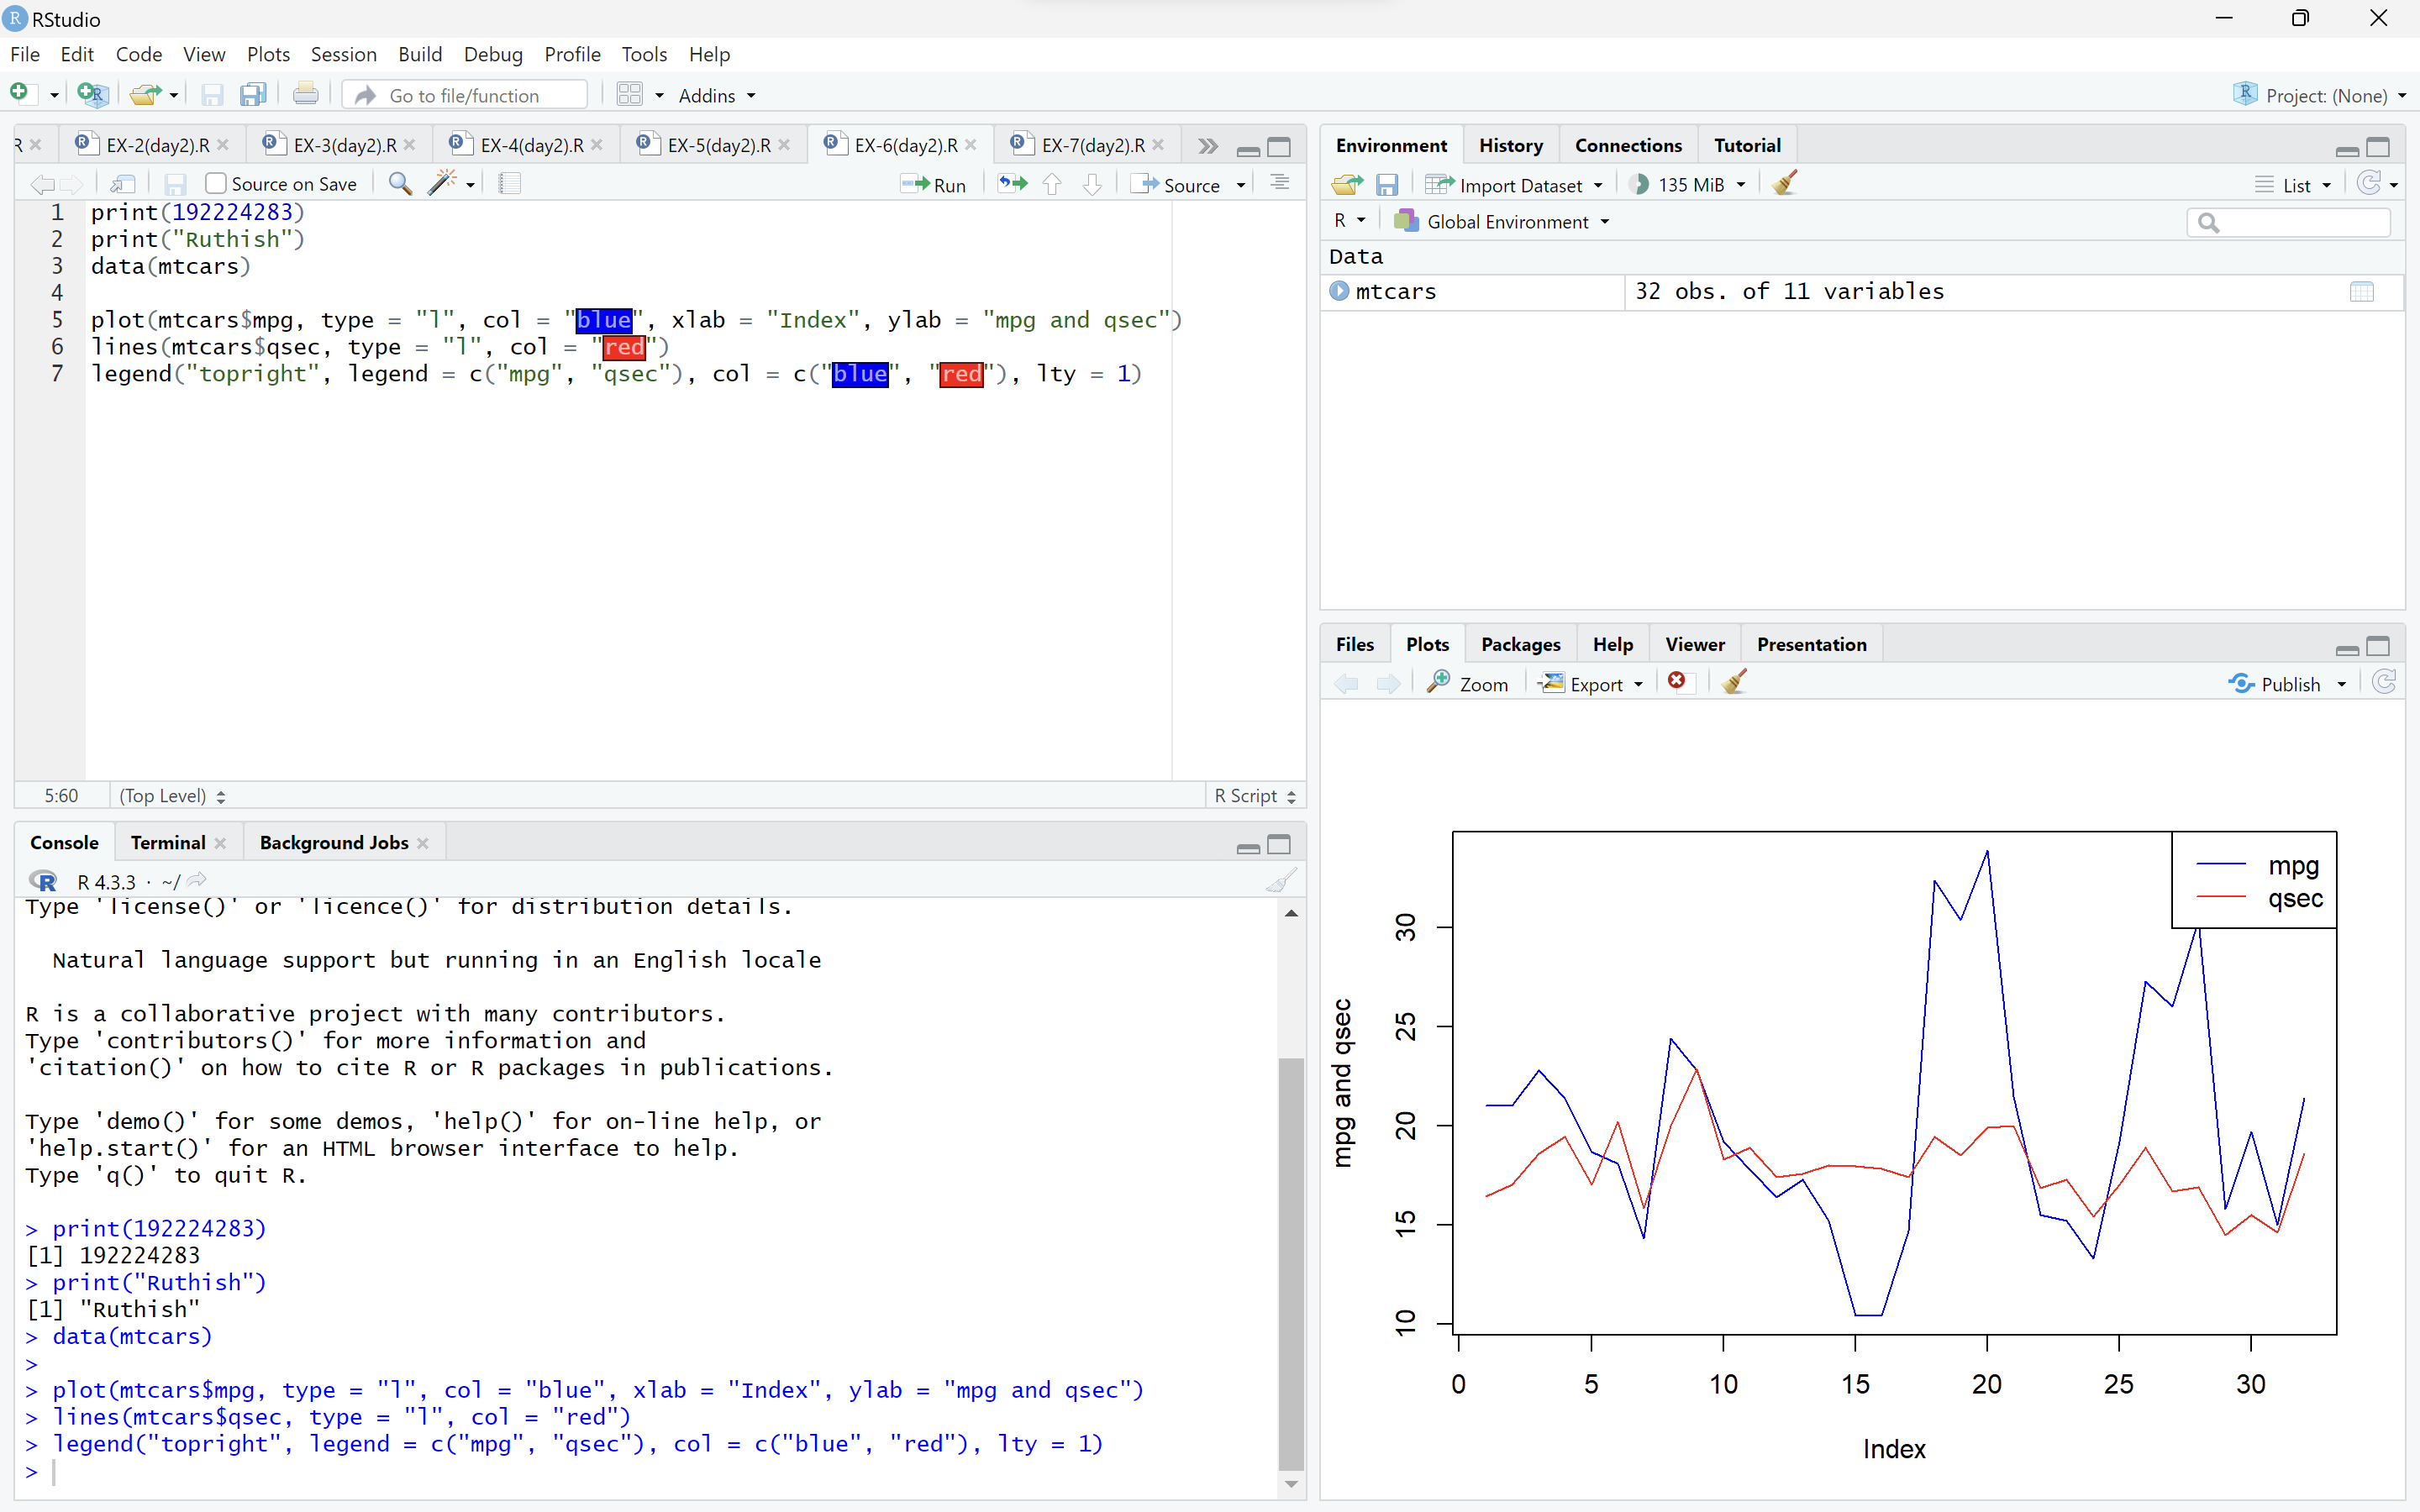 RStudio
File Edit Code View Plots Session Build Debug Profile Tools Help
Go to file/function Addins Project: (None)
R EX-2(day2).R EX-3(day2).R EX-4(day2).R EX-5(day2).R EX-6(day2).R EX-7(day2).R
Source on Save Run Source
1 print(192224283)
2 print("Ruthish")
3 data(mtcars)
4
5 plot(mtcars$mpg, type = "l", col = "blue", xlab = "Index", ylab = "mpg and qsec")
6 lines(mtcars$qsec, type = "l", col = "red")
7 legend("topright", legend = c("mpg", "qsec"), col = c("blue", "red"), lty = 1)
5:60 (Top Level) R Script
Console Terminal Background Jobs
R 4.3.3 · ~/
Type 'license()' or 'licence()' for distribution details.
Natural language support but running in an English locale
R is a collaborative project with many contributors.
Type 'contributors()' for more information and
'citation()' on how to cite R or R packages in publications.
Type 'demo()' for some demos, 'help()' for on-line help, or
'help.start()' for an HTML browser interface to help.
Type 'q()' to quit R.
> print(192224283)
[1] 192224283
> print("Ruthish")
[1] "Ruthish"
> data(mtcars)
>
> plot(mtcars$mpg, type = "l", col = "blue", xlab = "Index", ylab = "mpg and qsec")
> lines(mtcars$qsec, type = "l", col = "red")
> legend("topright", legend = c("mpg", "qsec"), col = c("blue", "red"), lty = 1)
>
Environment History Connections Tutorial
Import Dataset 135 MiB List
R Global Environment
Data
mtcars 32 obs. of 11 variables
Files Plots Packages Help Viewer Presentation
Zoom Export Publish
mpg
qsec
mpg and qsec
30
25
20
15
10
0 5 10 15 20 25 30
Index